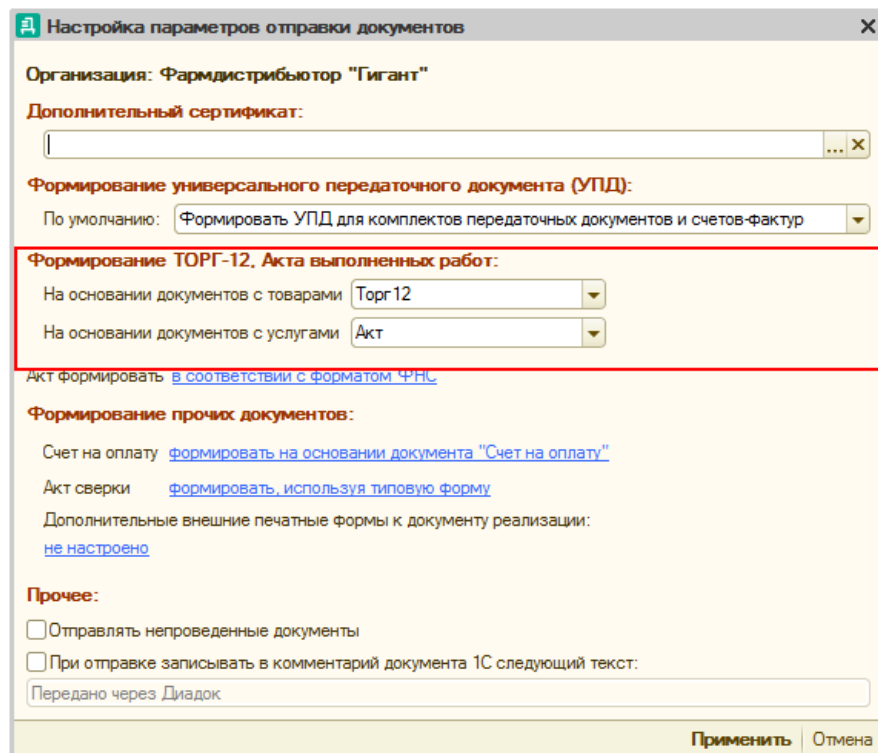 Настройка параметров отправки документов
Организация: Фармдистрибьютор "Гигант"
Дополнительный сертификат:
...
Формирование универсального передаточного документа (УПД):
По умолчанию: Формировать УПД для комплектов передаточных документов и счетов-фактур
Формирование ТОРГ-12, Акта выполненных работ:
На основании документов с товарами Торг12
На основании документов с услугами Акт
Акт формировать в соответствии с форматом ФНС
Формирование прочих документов:
Счет на оплату формировать на основании документа "Счет на оплату"
Акт сверки формировать, используя типовую форму
Дополнительные внешние печатные формы к документу реализации:
не настроено
Прочее:
Отправлять непроведенные документы
При отправке записывать в комментарий документа 1С следующий текст:
Передано через Диадок
Применить Отмена